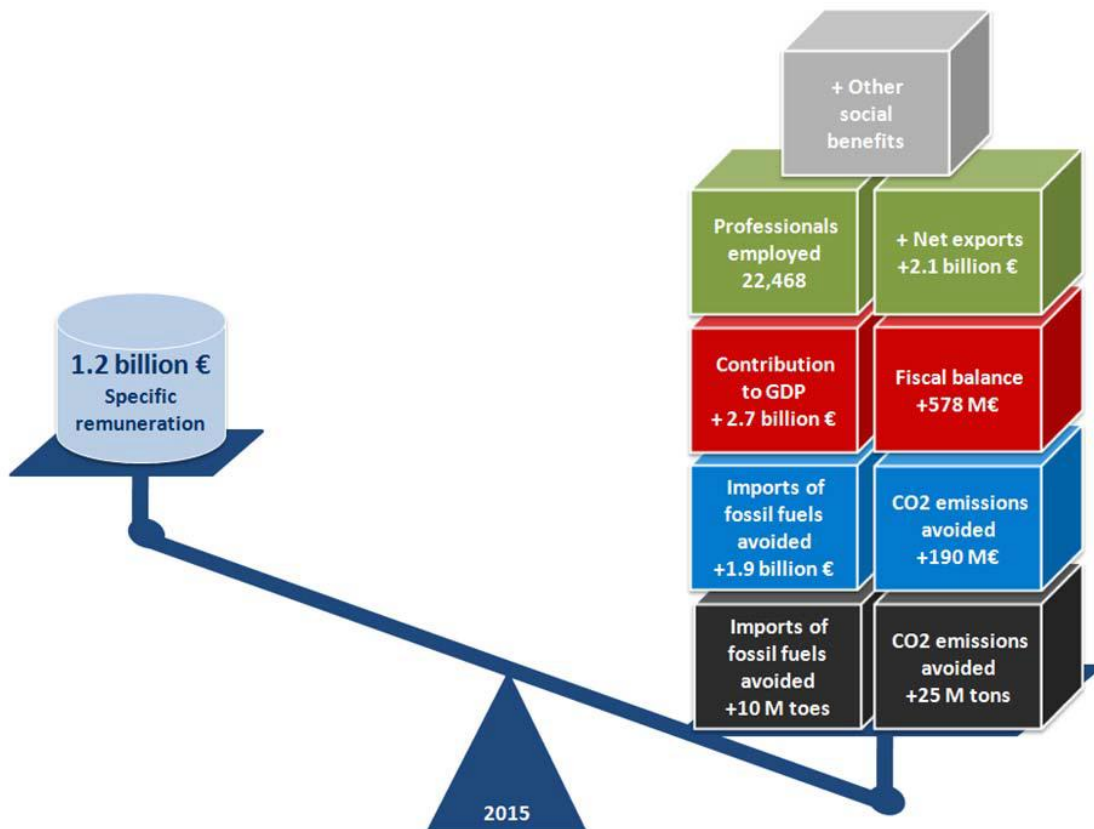 + Other
social
benefits
Professionals
employed
22,468
+ Net exports
+2.1 billion €
1.2 billion €
Specific
remuneration
Contribution
to GDP
+ 2.7 billion €
Fiscal balance
+578 M€
Imports of
fossil fuels
avoided
+1.9 billion €
CO2 emissions
avoided
+190 M€
Imports of
fossil fuels
avoided
+10 M toes
CO2 emissions
avoided
+25 M tons
2015